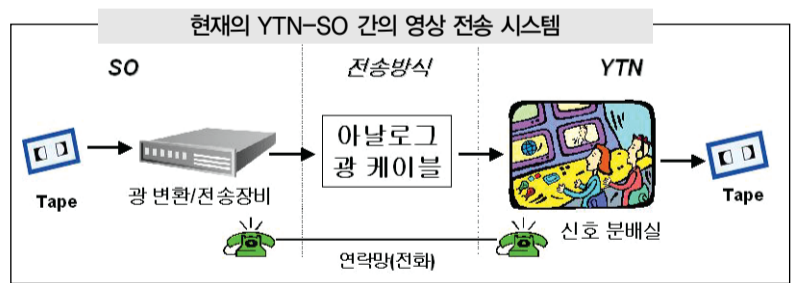 현재의 YTN-SO 간의 영상 전송 시스템
SO
전송방식
YTN
Tape
광 변환/전송장비
아날로그
광 케이블
신호 분배실
Tape
연락망(전화)